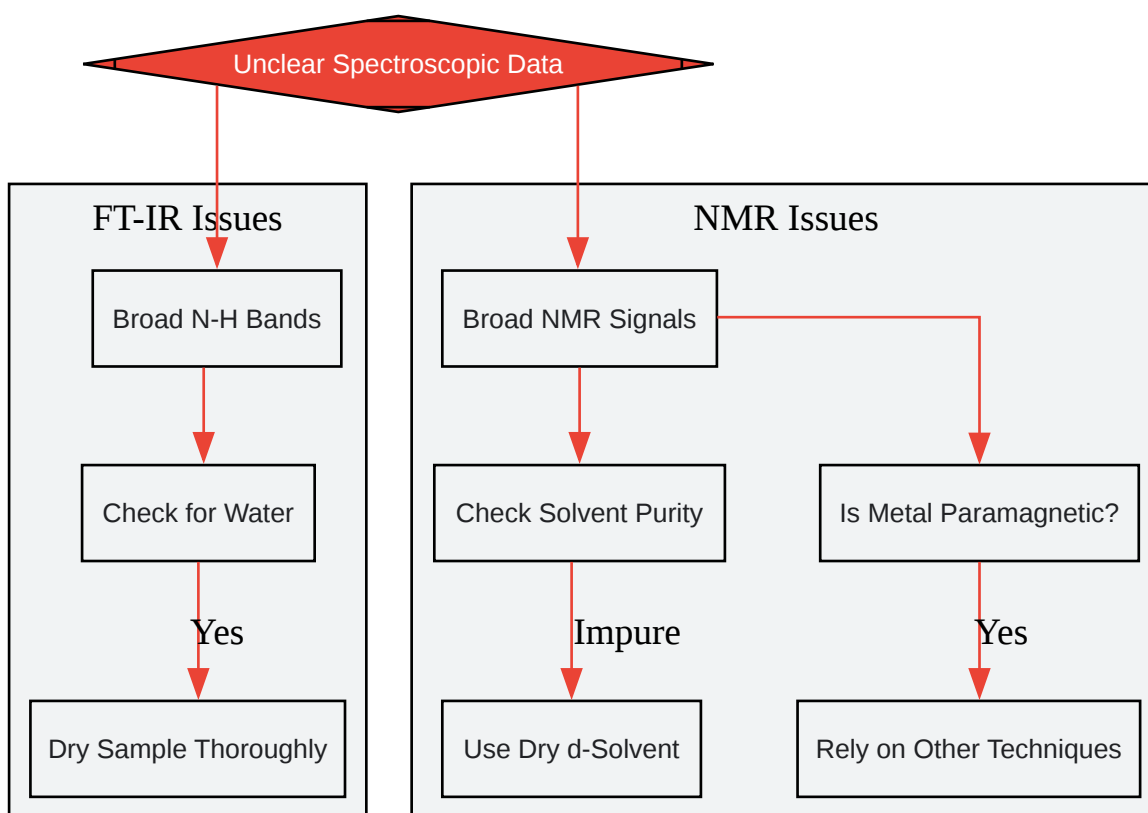 Unclear Spectroscopic Data
FT-IR Issues
Broad N-H Bands
Check for Water
Yes
Dry Sample Thoroughly
NMR Issues
Broad NMR Signals
Check Solvent Purity
Is Metal Paramagnetic?
Impure
Yes
Use Dry d-Solvent
Rely on Other Techniques